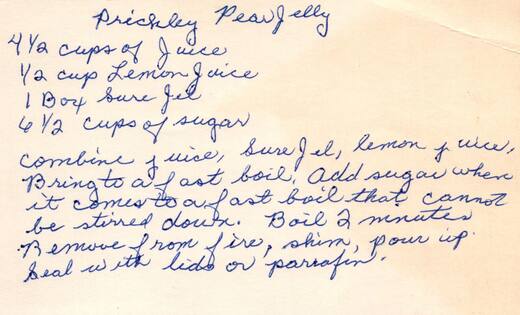 Prickley Pear Jelly
4 1/2 cups of Juice
1/2 cup Lemon Juice
1 Box Sure Jel
6 1/2 cups of sugar
combine juice, Sure Jel, lemon juice,
Bring to a fast boil, Add sugar when
it comes to a fast boil that cannot
be stirred down. Boil 2 minutes
Remove from fire, skim, pour up.
Seal with lids or parrafin.